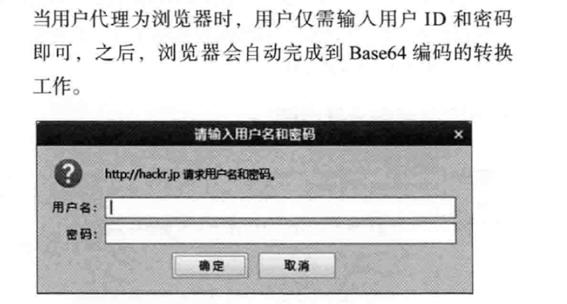 当用户代理为浏览器时，用户仅需输入用户 ID 和密码
即可，之后，浏览器会自动完成到 Base64 编码的转换
工作。
请输入用户名和密码
http://hackr.jp 请求用户名和密码。
用户名：
密码：
确定 取消